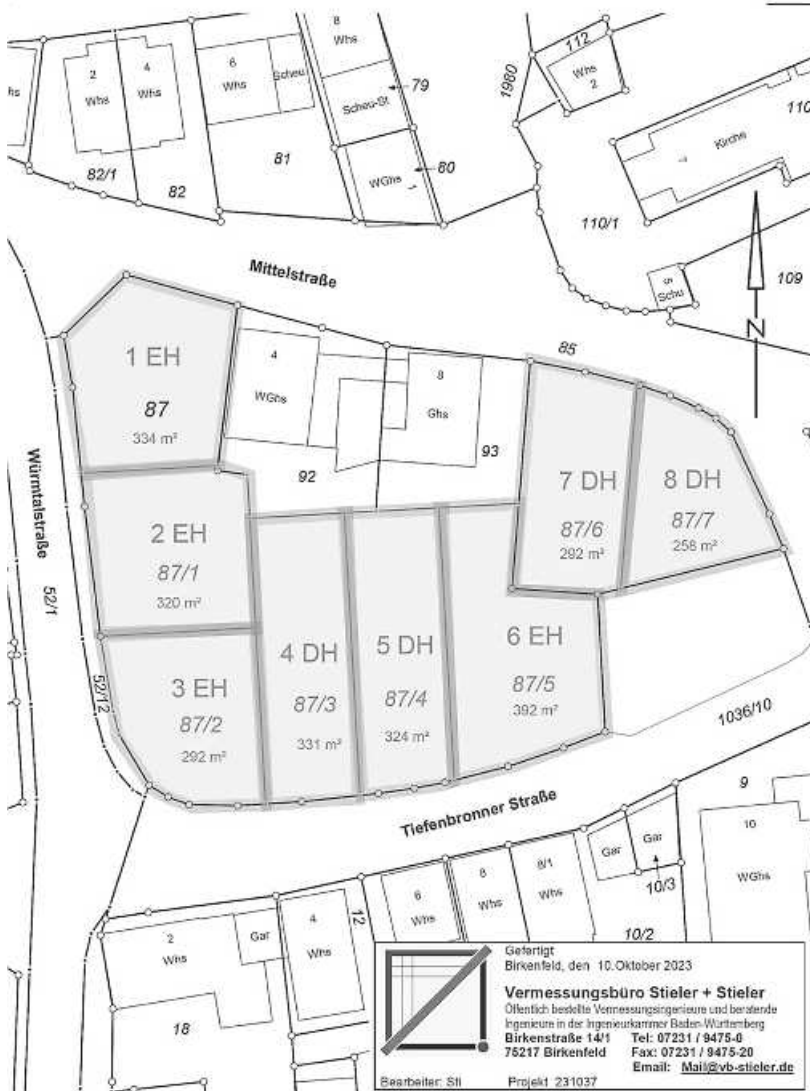 8
Whs
112
2
Whs
4
Whs
6
Whs
Scheu
79
Scheu-St
Whs
2
1980
110
Kirche
7
81
82/1
82
WGhs
1
80
110/1
5
Schu
109
Mittelstraße
N
85
1 EH
87
334 m²
4
WGhs
8
Ghs
92
93
7 DH
87/6
292 m²
8 DH
87/7
258 m²
Würmtalstraße
52/1
2 EH
87/1
320 m²
52/12
3 EH
87/2
292 m²
4 DH
87/3
331 m²
5 DH
87/4
324 m²
6 EH
87/5
392 m²
1036/10
Tiefenbronner Straße
9
10
WGhs
Gar
Gar
10/3
10/2
8/1
Whs
8
Whs
6
Whs
12
4
Whs
Gar
2
Whs
18
Gefertigt
Birkenfeld, den 10.Oktober 2023
Vermessungsbüro Stieler + Stieler
Öffentlich bestellte Vermessungsingenieure und beratende
Ingenieure in der Ingenieurkammer Baden-Württemberg
Birkenstraße 14/1 Tel: 07231 / 9475-0
75217 Birkenfeld Fax: 07231 / 9475-20
Email: Mail@vb-stieler.de
Bearbeiter: Sti Projekt 231037